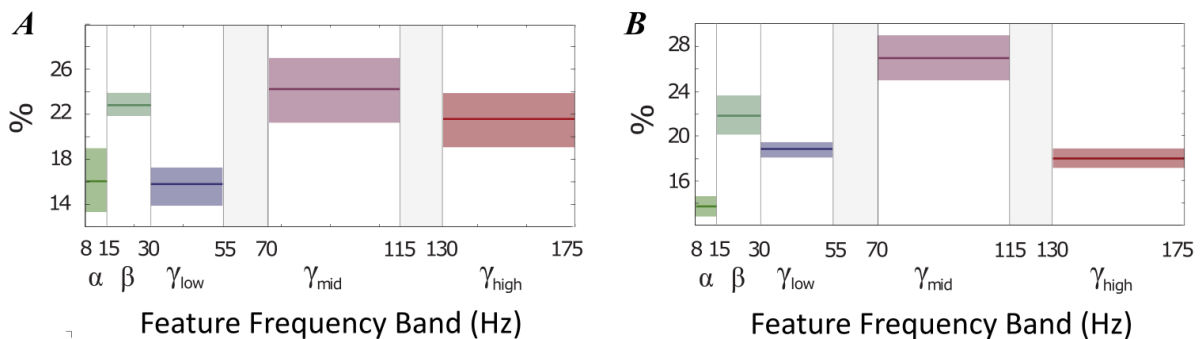 A
%
26
22
18
14
8 15 30 55 70 115 130 175
α β γlow γmid γhigh
Feature Frequency Band (Hz)
B
%
28
24
20
16
8 15 30 55 70 115 130 175
α β γlow γmid γhigh
Feature Frequency Band (Hz)